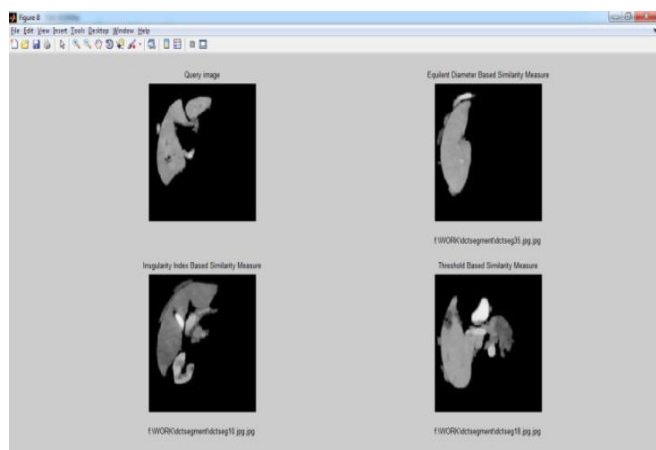 Figure 8
File Edit View Insert Tools Desktop Window Help
Query image
Equilent Diameter Based Similarity Measure
f:\WORK\dctsegment\dctseg35.jpg.jpg
Irrugularity Index Based Similarity Measure
Threshold Based Similarity Measure
f:\WORK\dctsegment\dctseg10.jpg.jpg
f:\WORK\dctsegment\dctseg18.jpg.jpg